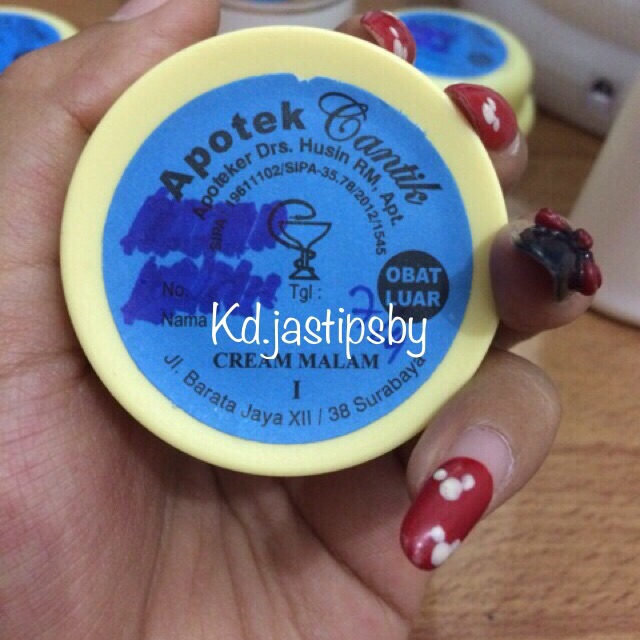 Apotek Cantik
Apoteker Drs. Husin RM, Apt.
SIPA : 19611102/SIPA-35.78/2012/1545
No.
Tgl :
OBAT
LUAR
Nama
Kd.jastipsby
CREAM MALAM
I
Jl. Barata Jaya XII / 38 Surabaya